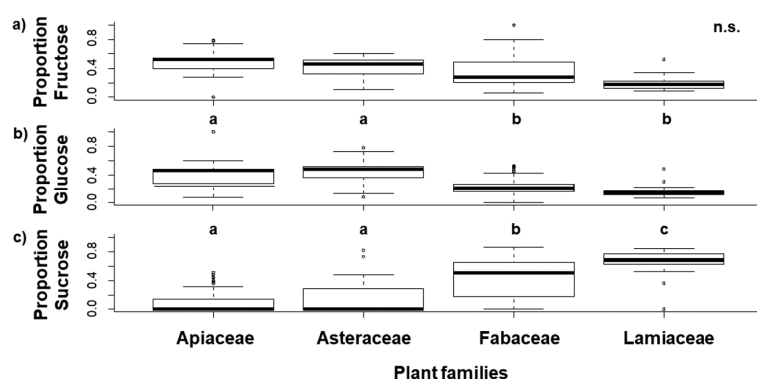 a) n.s.
Proportion
Fructose
0.0 0.4 0.8
b) a a b b
Proportion
Glucose
0.0 0.4 0.8
c) a a b c
Proportion
Sucrose
0.0 0.4 0.8
Apiaceae Asteraceae Fabaceae Lamiaceae
Plant families